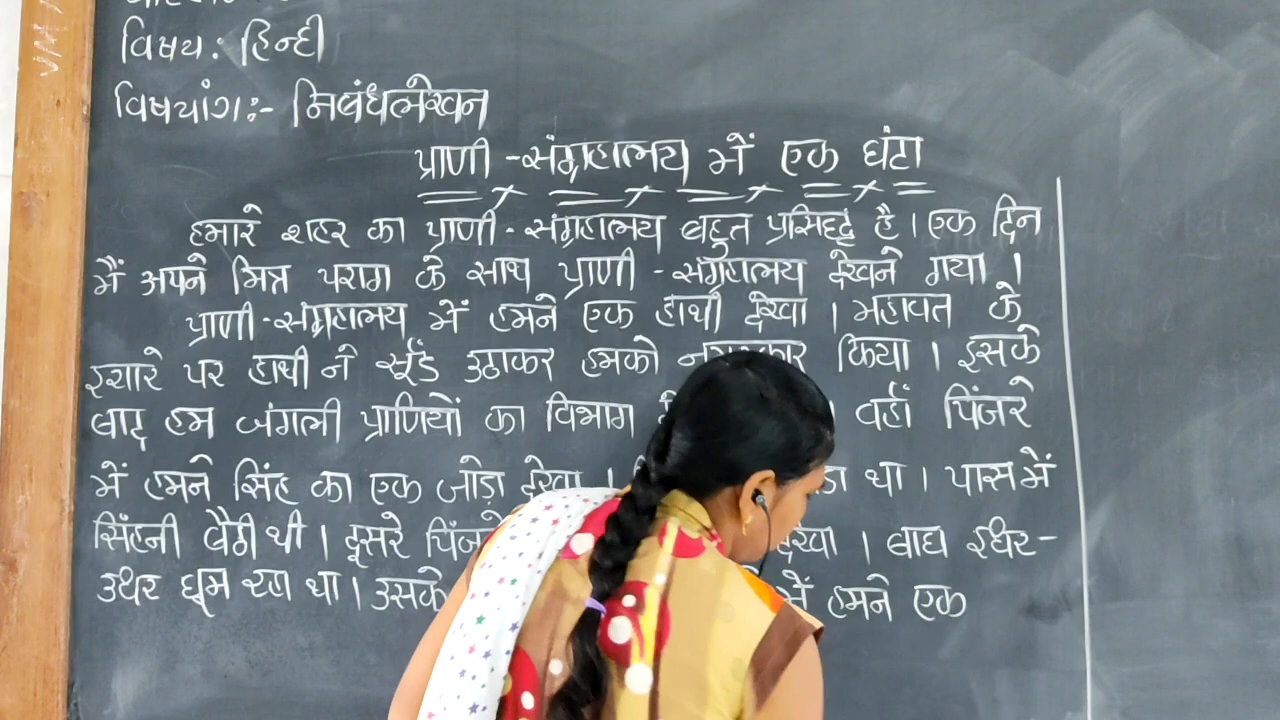 विषय: हिन्दी
विषयांग:- निबंधलेखन
प्राणी-संग्रहालय में एक घंटा
हमारे शहर का प्राणी-संग्रहालय बहुत प्रसिद्ध है। एक दिन
मैं अपने मित्र पराग के साथ प्राणी-संग्रहालय देखने गया।
प्राणी-संग्रहालय में हमने एक हाथी देखा। महावत के
इशारे पर हाथी ने सूँड उठाकर हमको नमस्कार किया। इसके
बाद हम जंगली प्राणियों का विभाग वहाँ पिंजरे
में हमने सिंह का एक जोड़ा देखा। था। पास में
सिंहनी बैठी थी। दूसरे देखा। बाघ इधर-
उधर घूम रहा था। उसके में हमने एक